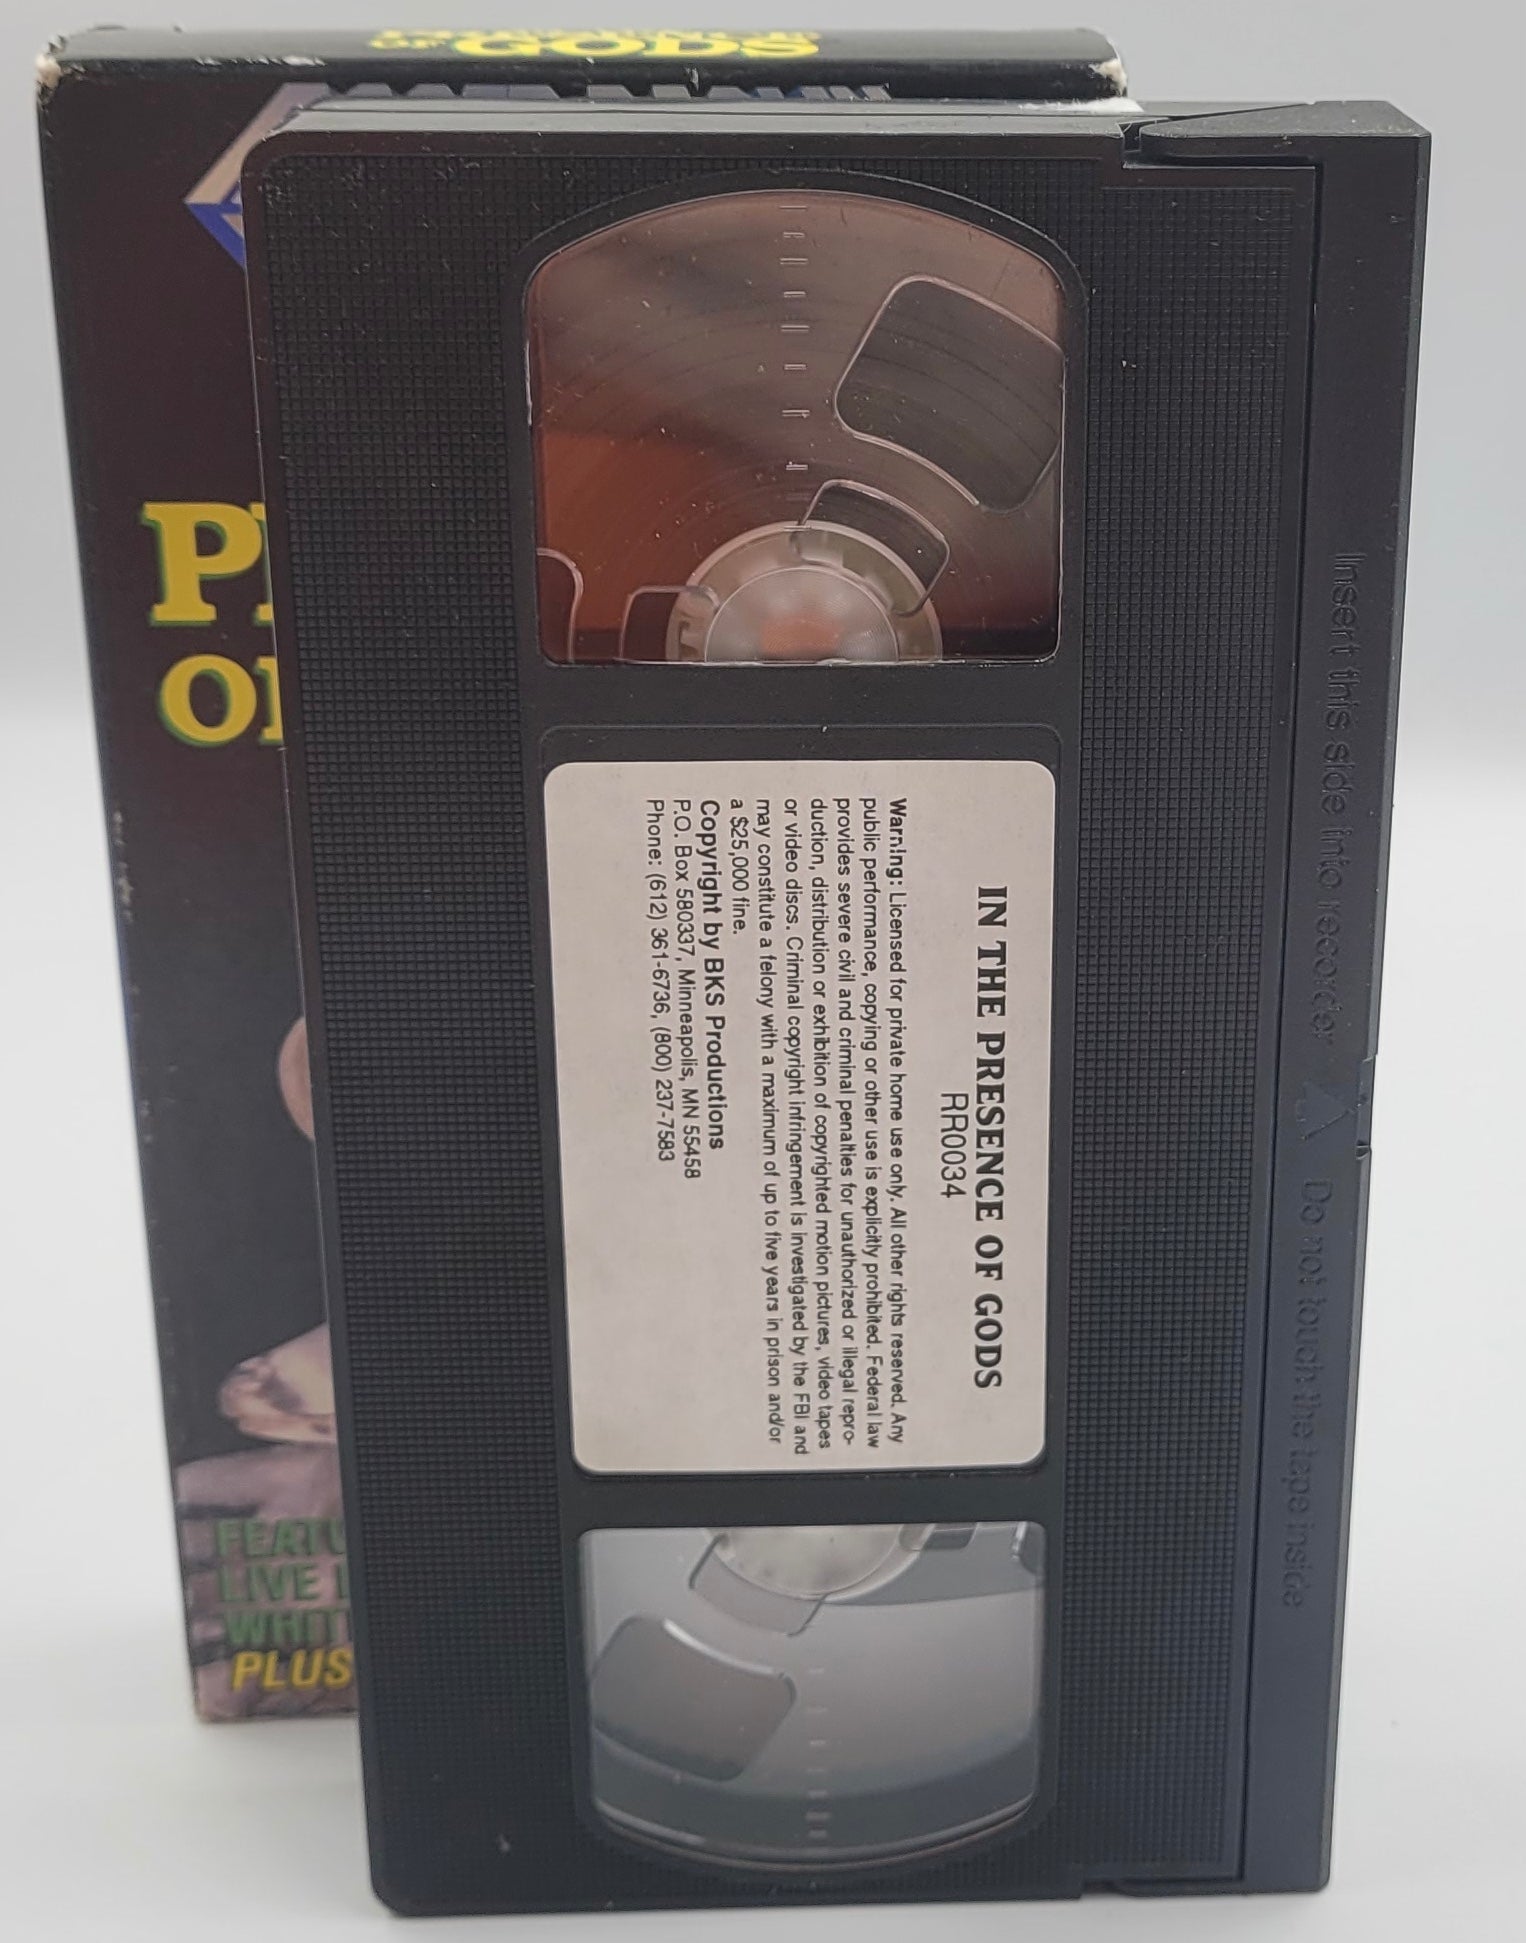 OF GODS
P
O
FEATU
LIVE
WHIT
PLUS
IN THE PRESENCE OF GODS
RR0034
Warning: Licensed for private home use only. All other rights reserved. Any
public performance, copying or other use is explicitly prohibited. Federal law
provides severe civil and criminal penalties for unauthorized or illegal repro-
duction, distribution or exhibition of copyrighted motion pictures, video tapes
or video discs. Criminal copyright infringement is investigated by the FBI and
may constitute a felony with a maximum of up to five years in prison and/or
a $25,000 fine.
Copyright by BKS Productions
P.O. Box 580337, Minneapolis, MN 55458
Phone: (612) 361-6736, (800) 237-7583
Insert this side into recorder △ Do not touch the tape inside